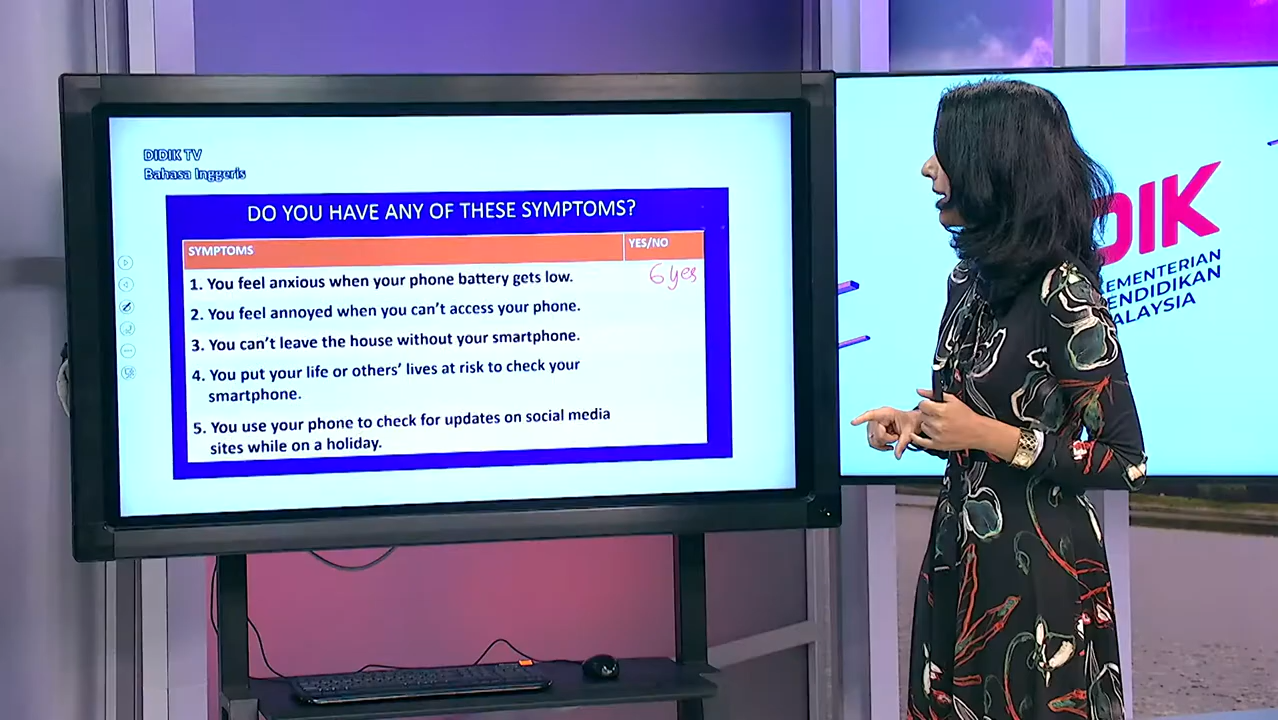 DIDIK TV
Bahasa Inggeris
DO YOU HAVE ANY OF THESE SYMPTOMS?
SYMPTOMS YES/NO
1. You feel anxious when your phone battery gets low. 6 yes
2. You feel annoyed when you can't access your phone.
3. You can't leave the house without your smartphone.
4. You put your life or others' lives at risk to check your
smartphone.
5. You use your phone to check for updates on social media
sites while on a holiday.
DIK
KEMENTERIAN
ENDIDIKAN
ALAYSIA